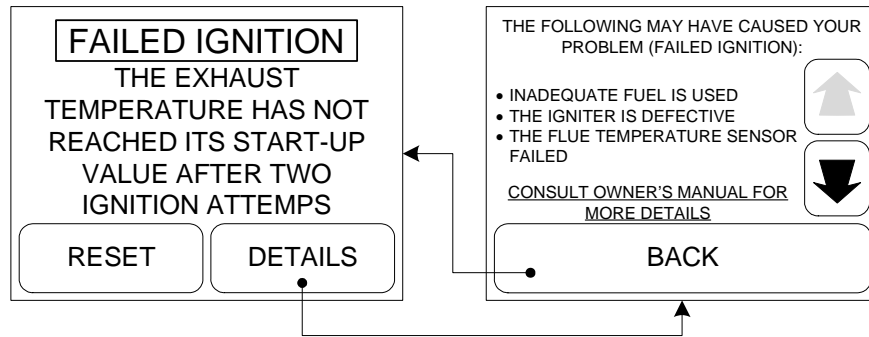 FAILED IGNITION
THE EXHAUST
TEMPERATURE HAS NOT
REACHED ITS START-UP
VALUE AFTER TWO
IGNITION ATTEMPS
RESET
DETAILS
THE FOLLOWING MAY HAVE CAUSED YOUR
PROBLEM (FAILED IGNITION):
• INADEQUATE FUEL IS USED
• THE IGNITER IS DEFECTIVE
• THE FLUE TEMPERATURE SENSOR
FAILED
CONSULT OWNER'S MANUAL FOR
MORE DETAILS
BACK